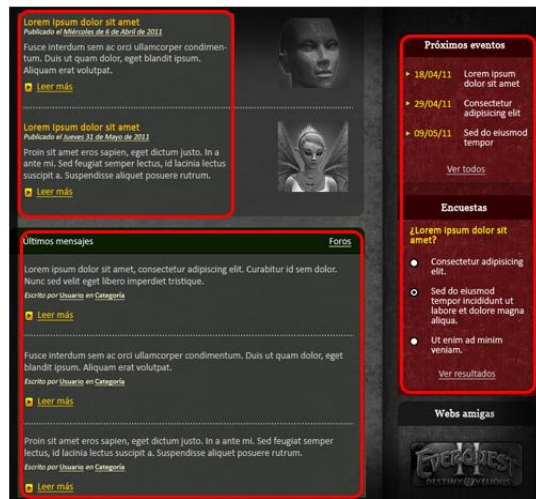 Lorem ipsum dolor sit amet
Publicado el Miércoles de 6 de Abril de 2011
Fusce interdum sem ac orci ullamcorper condimen-
tum. Duis ut quam dolor, eget blandit ipsum.
Aliquam erat volutpat.
Leer más
Lorem ipsum dolor sit amet
Publicado el Jueves 31 de Mayo de 2011
Proin sit amet eros sapien, eget dictum justo. In a
ante mi. Sed feugiat semper lectus, id lacinia lectus
suscipit a. Suspendisse aliquet posuere rutrum.
Leer más
Últimos mensajes
Foros
Lorem ipsum dolor sit amet, consectetur adipiscing elit. Curabitur id sem dolor.
Nunc sed velit eget libero imperdiet tristique.
Escrito por Usuario en Categoría
Leer más
Fusce interdum sem ac orci ullamcorper condimentum. Duis ut quam dolor, eget
blandit ipsum. Aliquam erat volutpat.
Escrito por Usuario en Categoría
Leer más
Proin sit amet eros sapien, eget dictum justo. In a ante mi. Sed feugiat semper
lectus, id lacinia lectus suscipit a. Suspendisse aliquet posuere rutrum.
Escrito por Usuario en Categoría
Leer más
Próximos eventos
18/04/11 Lorem ipsum
dolor sit amet
29/04/11 Consectetur
adipisicing elit
09/05/11 Sed do eiusmod
tempor
Ver todos
Encuestas
¿Lorem ipsum dolor sit
amet?
Consectetur adipisicing
elit.
Sed do eiusmod
tempor incididunt ut
labore et dolore magna
aliqua.
Ut enim ad minim
veniam.
Ver resultados
Webs amigas
EVERQUEST II
DESTINY of VELIOUS